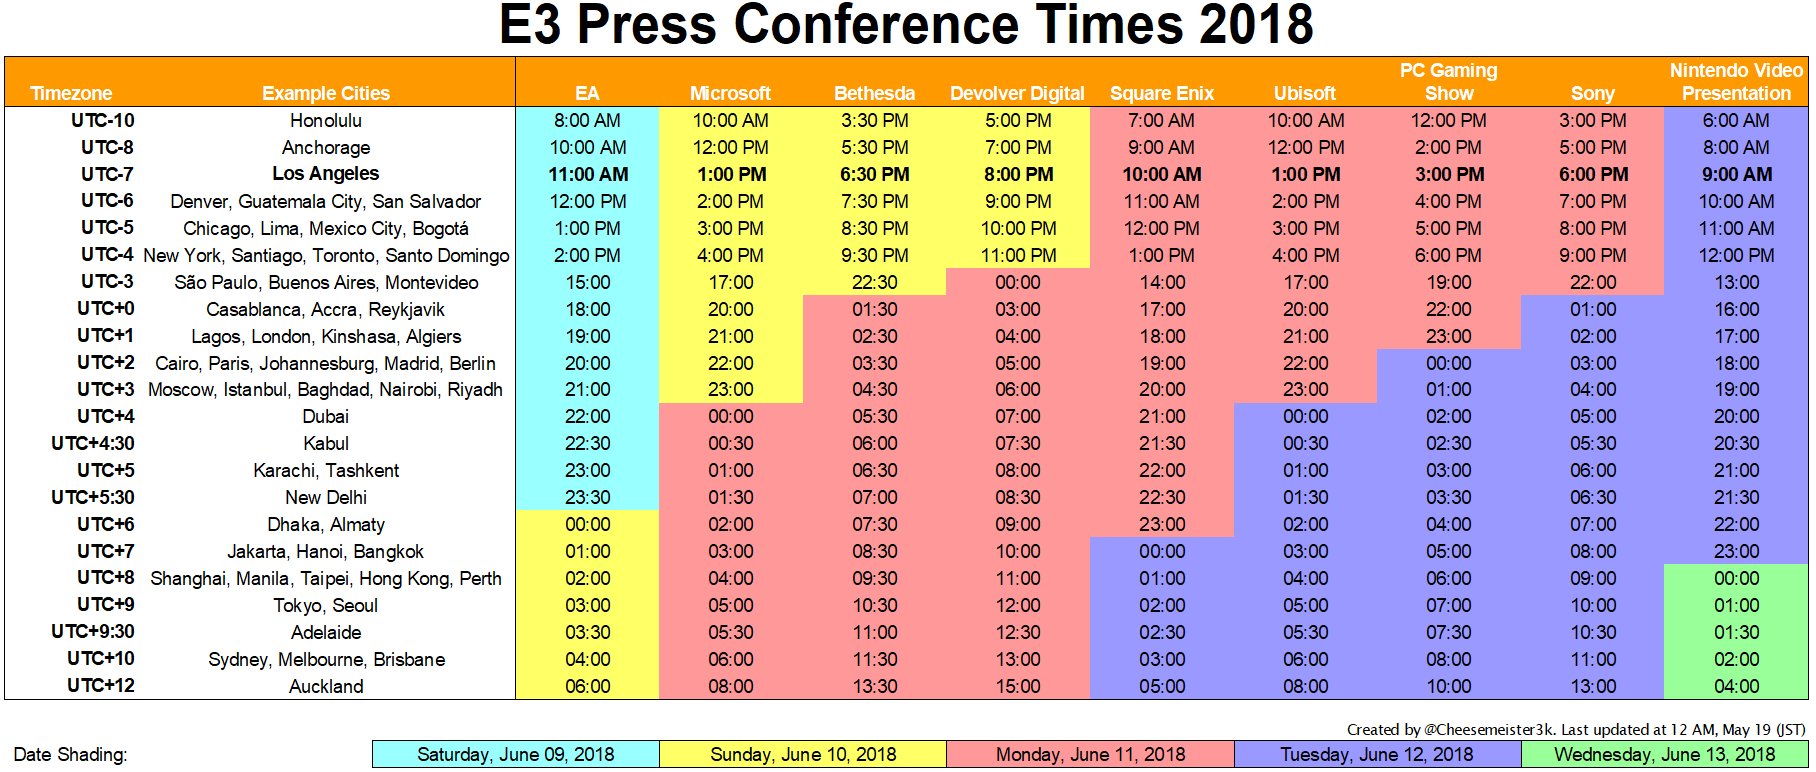 E3 Press Conference Times 2018
Timezone Example Cities EA Microsoft Bethesda Devolver Digital Square Enix Ubisoft PC Gaming Show Sony Nintendo Video Presentation
UTC-10 Honolulu 8:00 AM 10:00 AM 3:30 PM 5:00 PM 7:00 AM 10:00 AM 12:00 PM 3:00 PM 6:00 AM
UTC-8 Anchorage 10:00 AM 12:00 PM 5:30 PM 7:00 PM 9:00 AM 12:00 PM 2:00 PM 5:00 PM 8:00 AM
UTC-7 Los Angeles 11:00 AM 1:00 PM 6:30 PM 8:00 PM 10:00 AM 1:00 PM 3:00 PM 6:00 PM 9:00 AM
UTC-6 Denver, Guatemala City, San Salvador 12:00 PM 2:00 PM 7:30 PM 9:00 PM 11:00 AM 2:00 PM 4:00 PM 7:00 PM 10:00 AM
UTC-5 Chicago, Lima, Mexico City, Bogotá 1:00 PM 3:00 PM 8:30 PM 10:00 PM 12:00 PM 3:00 PM 5:00 PM 8:00 PM 11:00 AM
UTC-4 New York, Santiago, Toronto, Santo Domingo 2:00 PM 4:00 PM 9:30 PM 11:00 PM 1:00 PM 4:00 PM 6:00 PM 9:00 PM 12:00 PM
UTC-3 São Paulo, Buenos Aires, Montevideo 15:00 17:00 22:30 00:00 14:00 17:00 19:00 22:00 13:00
UTC+0 Casablanca, Accra, Reykjavik 18:00 20:00 01:30 03:00 17:00 20:00 22:00 01:00 16:00
UTC+1 Lagos, London, Kinshasa, Algiers 19:00 21:00 02:30 04:00 18:00 21:00 23:00 02:00 17:00
UTC+2 Cairo, Paris, Johannesburg, Madrid, Berlin 20:00 22:00 03:30 05:00 19:00 22:00 00:00 03:00 18:00
UTC+3 Moscow, Istanbul, Baghdad, Nairobi, Riyadh 21:00 23:00 04:30 06:00 20:00 23:00 01:00 04:00 19:00
UTC+4 Dubai 22:00 00:00 05:30 07:00 21:00 00:00 02:00 05:00 20:00
UTC+4:30 Kabul 22:30 00:30 06:00 07:30 21:30 00:30 02:30 05:30 20:30
UTC+5 Karachi, Tashkent 23:00 01:00 06:30 08:00 22:00 01:00 03:00 06:00 21:00
UTC+5:30 New Delhi 23:30 01:30 07:00 08:30 22:30 01:30 03:30 06:30 21:30
UTC+6 Dhaka, Almaty 00:00 02:00 07:30 09:00 23:00 02:00 04:00 07:00 22:00
UTC+7 Jakarta, Hanoi, Bangkok 01:00 03:00 08:30 10:00 00:00 03:00 05:00 08:00 23:00
UTC+8 Shanghai, Manila, Taipei, Hong Kong, Perth 02:00 04:00 09:30 11:00 01:00 04:00 06:00 09:00 00:00
UTC+9 Tokyo, Seoul 03:00 05:00 10:30 12:00 02:00 05:00 07:00 10:00 01:00
UTC+9:30 Adelaide 03:30 05:30 11:00 12:30 02:30 05:30 07:30 10:30 01:30
UTC+10 Sydney, Melbourne, Brisbane 04:00 06:00 11:30 13:00 03:00 06:00 08:00 11:00 02:00
UTC+12 Auckland 06:00 08:00 13:30 15:00 05:00 08:00 10:00 13:00 04:00
Created by @Cheesemeister3k. Last updated at 12 AM, May 19 (JST)
Date Shading: Saturday, June 09, 2018 Sunday, June 10, 2018 Monday, June 11, 2018 Tuesday, June 12, 2018 Wednesday, June 13, 2018